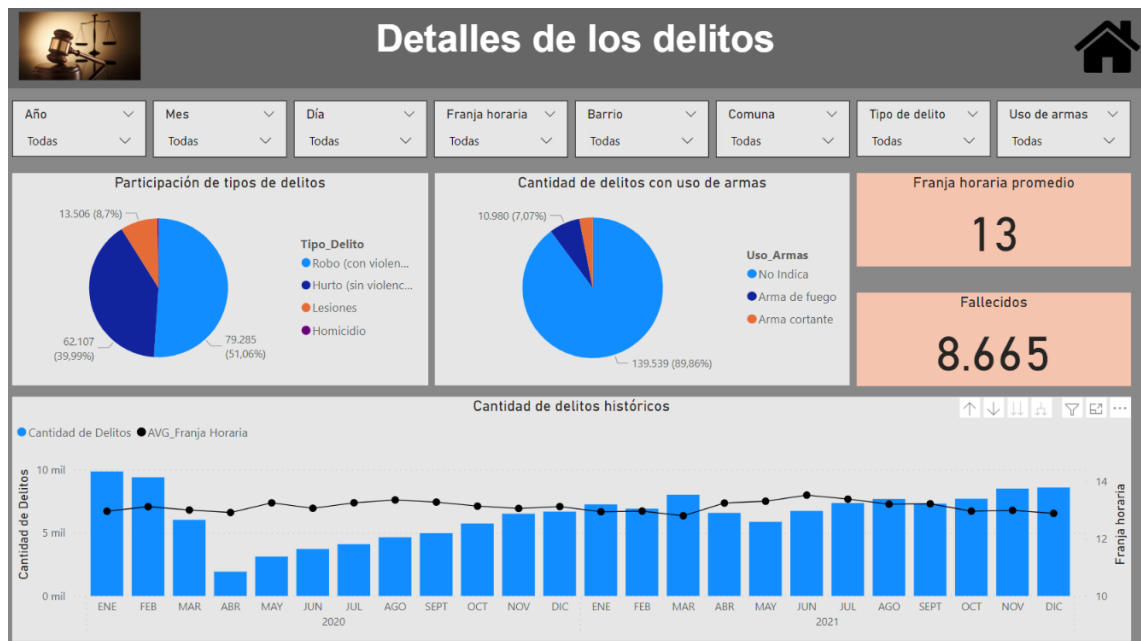 Detalles de los delitos
Año
Todas
Mes
Todas
Día
Todas
Franja horaria
Todas
Barrio
Todas
Comuna
Todas
Tipo de delito
Todas
Uso de armas
Todas
Participación de tipos de delitos
13.506 (8,7%)
62.107
(39,99%)
79.285
(51,06%)
Tipo_Delito
Robo (con violen...
Hurto (sin violenc...
Lesiones
Homicidio
Cantidad de delitos con uso de armas
10.980 (7,07%)
139.539 (89,86%)
Uso_Armas
No Indica
Arma de fuego
Arma cortante
Franja horaria promedio
13
Fallecidos
8.665
Cantidad de delitos históricos
Cantidad de Delitos
AVG_Franja Horaria
Cantidad de Delitos
10 mil
5 mil
0 mil
14
12
10
Franja horaria
ENE FEB MAR ABR MAY JUN JUL AGO SEPT OCT NOV DIC ENE FEB MAR ABR MAY JUN JUL AGO SEPT OCT NOV DIC
2020 2021